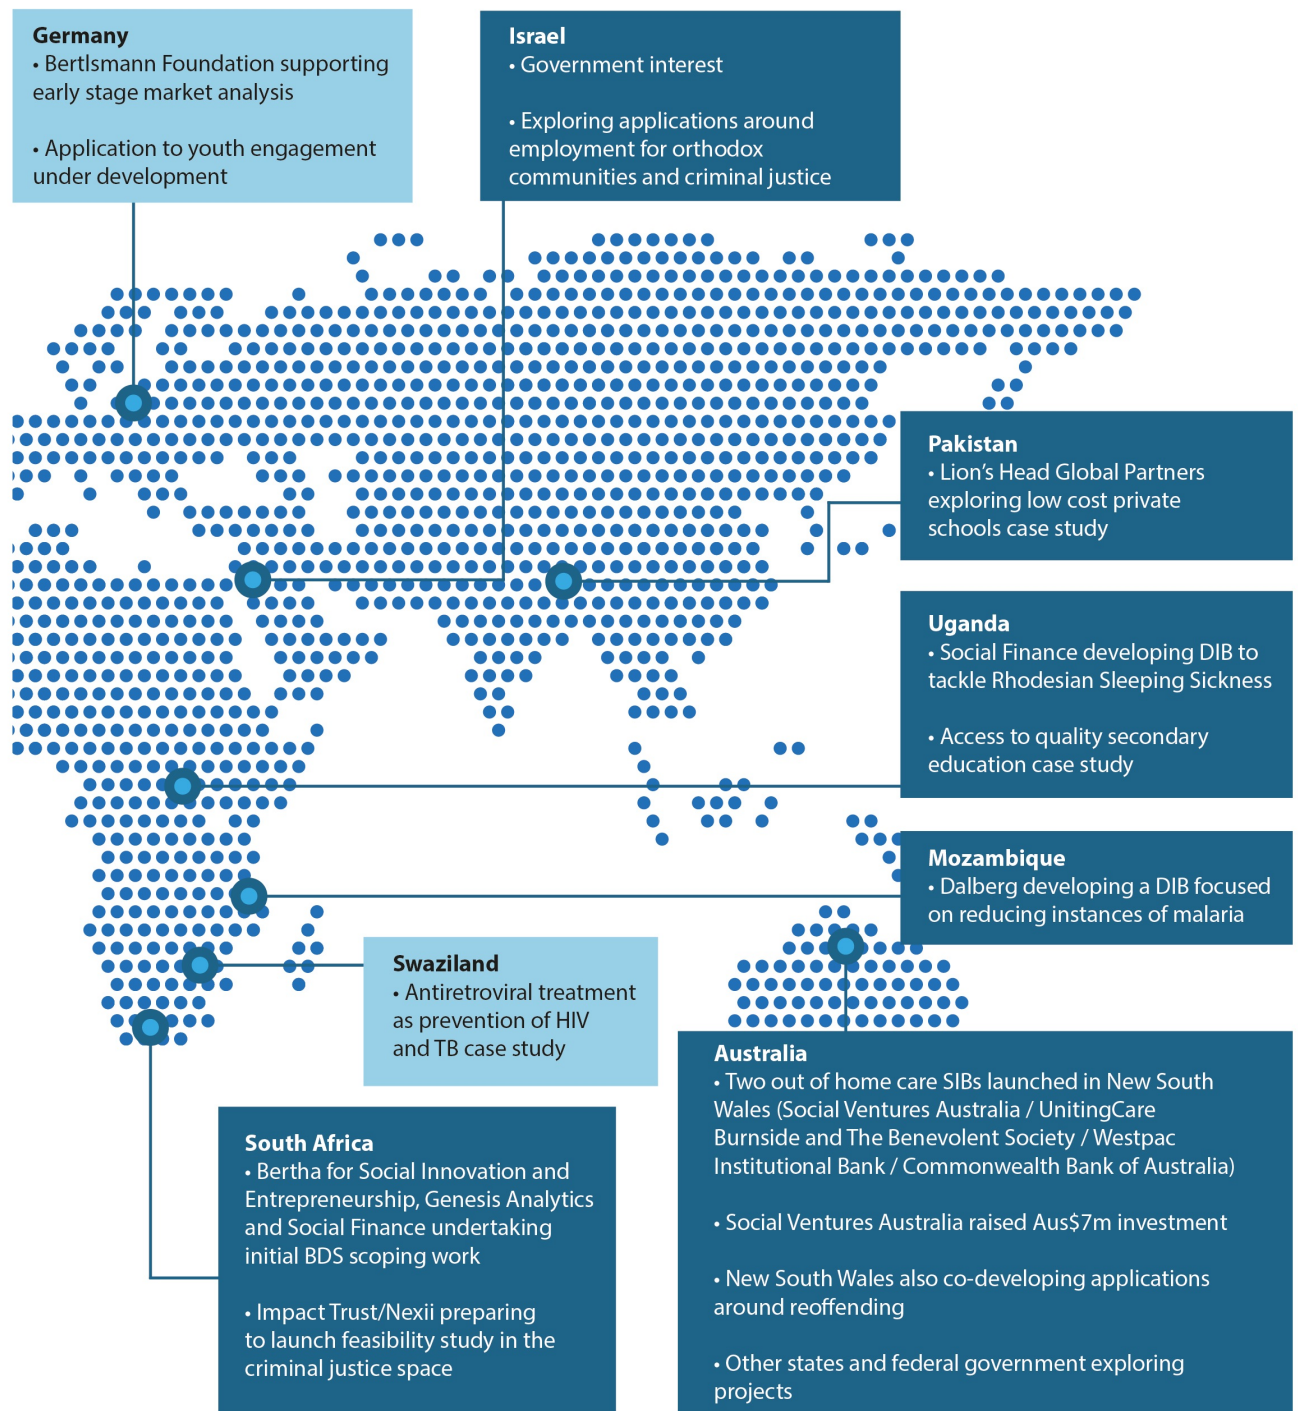 Germany
• Bertlsmann Foundation supporting
early stage market analysis
• Application to youth engagement
under development
Israel
• Government interest
• Exploring applications around
employment for orthodox
communities and criminal justice
Pakistan
• Lion’s Head Global Partners
exploring low cost private
schools case study
Uganda
• Social Finance developing DIB to
tackle Rhodesian Sleeping Sickness
• Access to quality secondary
education case study
Mozambique
• Dalberg developing a DIB focused
on reducing instances of malaria
Swaziland
• Antiretroviral treatment
as prevention of HIV
and TB case study
Australia
• Two out of home care SIBs launched in New South
Wales (Social Ventures Australia / UnitingCare
Burnside and The Benevolent Society / Westpac
Institutional Bank / Commonwealth Bank of Australia)
• Social Ventures Australia raised Aus$7m investment
• New South Wales also co-developing applications
around reoffending
• Other states and federal government exploring
projects
South Africa
• Bertha for Social Innovation and
Entrepreneurship, Genesis Analytics
and Social Finance undertaking
initial BDS scoping work
• Impact Trust/Nexii preparing
to launch feasibility study in the
criminal justice space